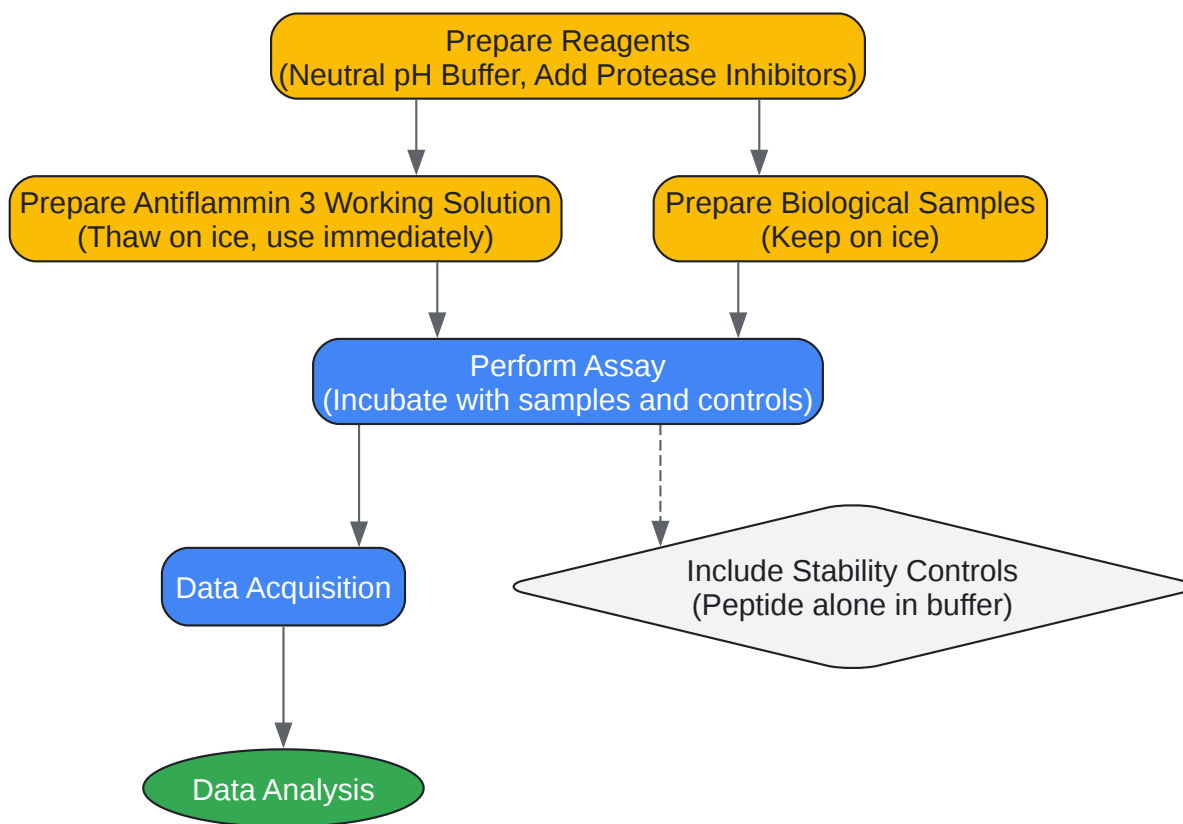 Prepare Reagents
(Neutral pH Buffer, Add Protease Inhibitors)
Prepare Antiflammin 3 Working Solution
(Thaw on ice, use immediately)
Prepare Biological Samples
(Keep on ice)
Perform Assay
(Incubate with samples and controls)
Data Acquisition
Include Stability Controls
(Peptide alone in buffer)
Data Analysis